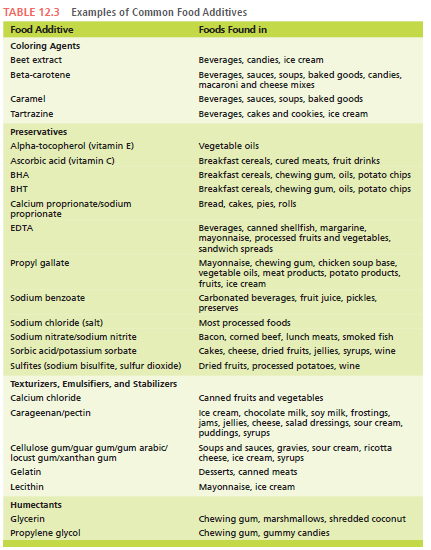 TABLE 12.3 Examples of Common Food Additives
Food Additive Foods Found in
Coloring Agents
Beet extract Beverages, candies, ice cream
Beta-carotene Beverages, sauces, soups, baked goods, candies,
macaroni and cheese mixes
Caramel Beverages, sauces, soups, baked goods
Tartrazine Beverages, cakes and cookies, ice cream
Preservatives
Alpha-tocopherol (vitamin E) Vegetable oils
Ascorbic acid (vitamin C) Breakfast cereals, cured meats, fruit drinks
BHA Breakfast cereals, chewing gum, oils, potato chips
BHT Breakfast cereals, chewing gum, oils, potato chips
Calcium proprionate/sodium Bread, cakes, pies, rolls
proprionate
EDTA Beverages, canned shellfish, margarine,
mayonnaise, processed fruits and vegetables,
sandwich spreads
Propyl gallate Mayonnaise, chewing gum, chicken soup base,
vegetable oils, meat products, potato products,
fruits, ice cream
Sodium benzoate Carbonated beverages, fruit juice, pickles,
preserves
Sodium chloride (salt) Most processed foods
Sodium nitrate/sodium nitrite Bacon, corned beef, lunch meats, smoked fish
Sorbic acid/potassium sorbate Cakes, cheese, dried fruits, jellies, syrups, wine
Sulfites (sodium bisulfite, sulfur dioxide) Dried fruits, processed potatoes, wine
Texturizers, Emulsifiers, and Stabilizers
Calcium chloride Canned fruits and vegetables
Carageenan/pectin Ice cream, chocolate milk, soy milk, frostings,
jams, jellies, cheese, salad dressings, sour cream,
puddings, syrups
Cellulose gum/guar gum/gum arabic/ Soups and sauces, gravies, sour cream, ricotta
locust gum/xanthan gum cheese, ice cream, syrups
Gelatin Desserts, canned meats
Lecithin Mayonnaise, ice cream
Humectants
Glycerin Chewing gum, marshmallows, shredded coconut
Propylene glycol Chewing gum, gummy candies